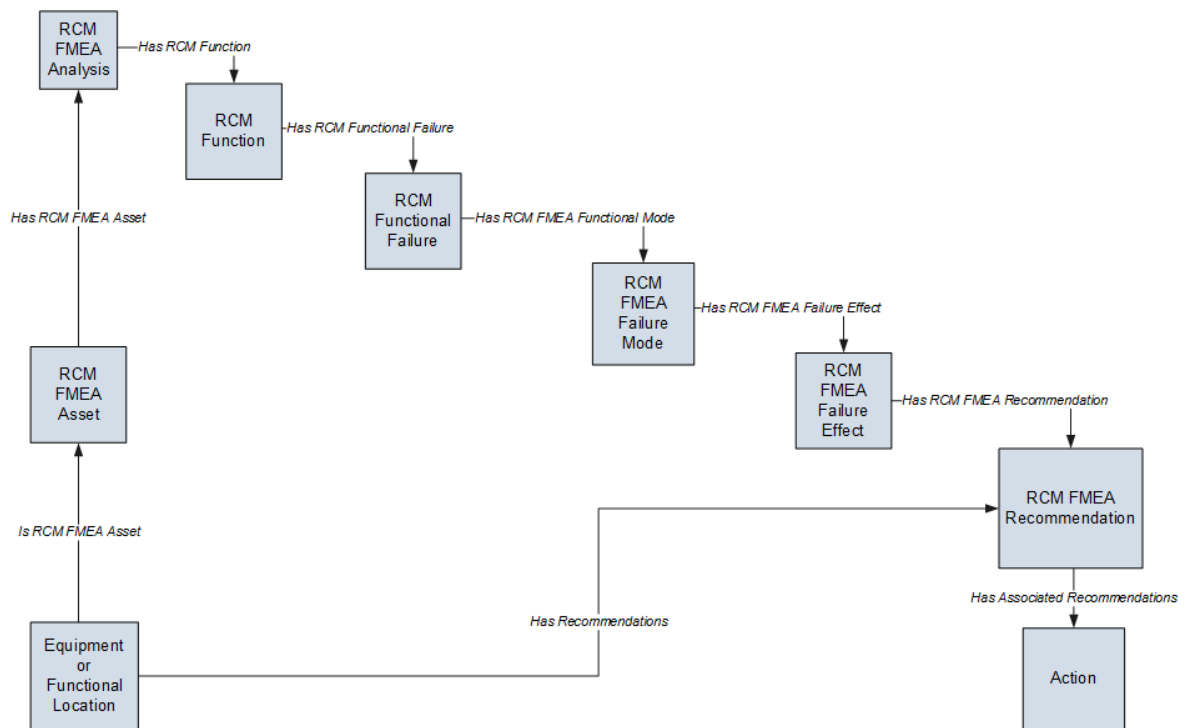 RCM
FMEA
Analysis
Has RCM Function
RCM
Function
Has RCM Functional Failure
RCM
Functional
Failure
Has RCM FMEA Asset
Has RCM FMEA Functional Mode
RCM
FMEA
Failure
Mode
Has RCM FMEA Failure Effect
RCM
FMEA
Asset
RCM
FMEA
Failure
Effect
Has RCM FMEA Recommendation
RCM FMEA
Recommendation
Is RCM FMEA Asset
Has Associated Recommendations
Has Recommendations
Equipment
or
Functional
Location
Action